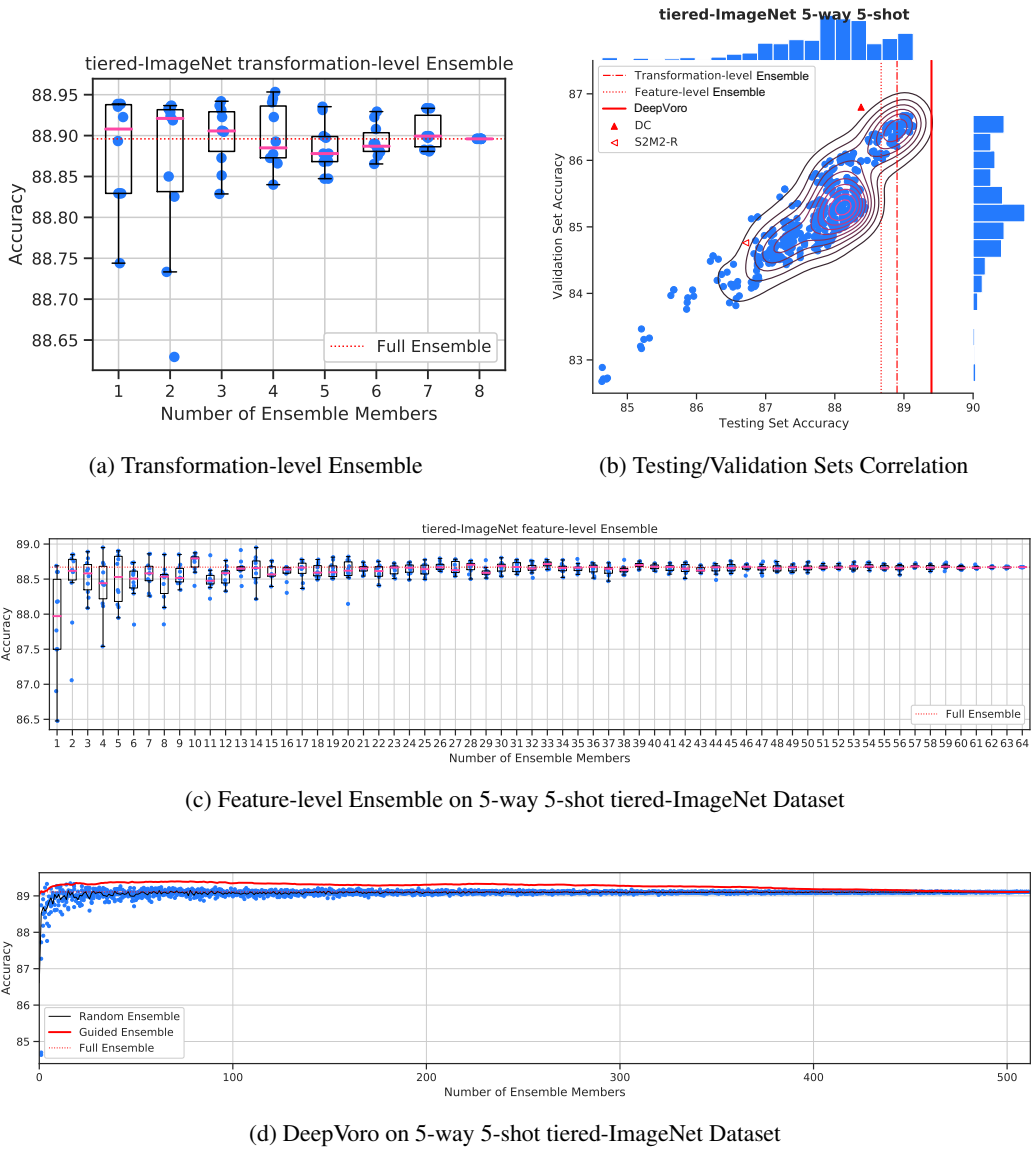 tiered-ImageNet transformation-level Ensemble
88.95
88.90
88.85
88.80
88.75
88.70
88.65
Accuracy
Full Ensemble
1 2 3 4 5 6 7 8
Number of Ensemble Members
(a) Transformation-level Ensemble
tiered-ImageNet 5-way 5-shot
Transformation-level Ensemble
Feature-level Ensemble
DeepVoro
DC
S2M2-R
87
86
85
84
83
Validation Set Accuracy
85 86 87 88 89 90
Testing Set Accuracy
(b) Testing/Validation Sets Correlation
tiered-ImageNet feature-level Ensemble
89.0
88.5
88.0
87.5
87.0
86.5
Accuracy
Full Ensemble
1 2 3 4 5 6 7 8 9 10 11 12 13 14 15 16 17 18 19 20 21 22 23 24 25 26 27 28 29 30 31 32 33 34 35 36 37 38 39 40 41 42 43 44 45 46 47 48 49 50 51 52 53 54 55 56 57 58 59 60 61 62 63 64
Number of Ensemble Members
(c) Feature-level Ensemble on 5-way 5-shot tiered-ImageNet Dataset
89
88
87
86
85
Accuracy
Random Ensemble
Guided Ensemble
Full Ensemble
0 100 200 300 400 500
Number of Ensemble Members
(d) DeepVoro on 5-way 5-shot tiered-ImageNet Dataset